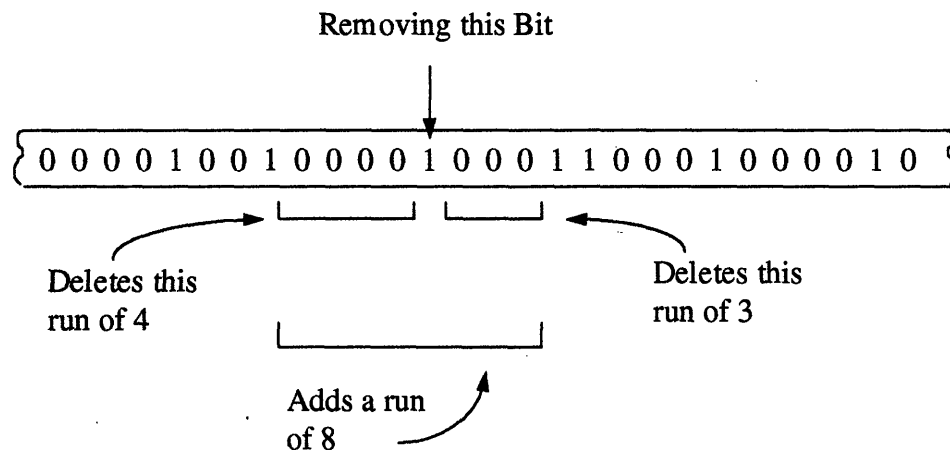 Removing this Bit
0 0 0 0 1 0 0 1 0 0 0 0 1 0 0 0 1 1 0 0 0 1 0 0 0 0 1 0
Deletes this
run of 4
Deletes this
run of 3
Adds a run
of 8